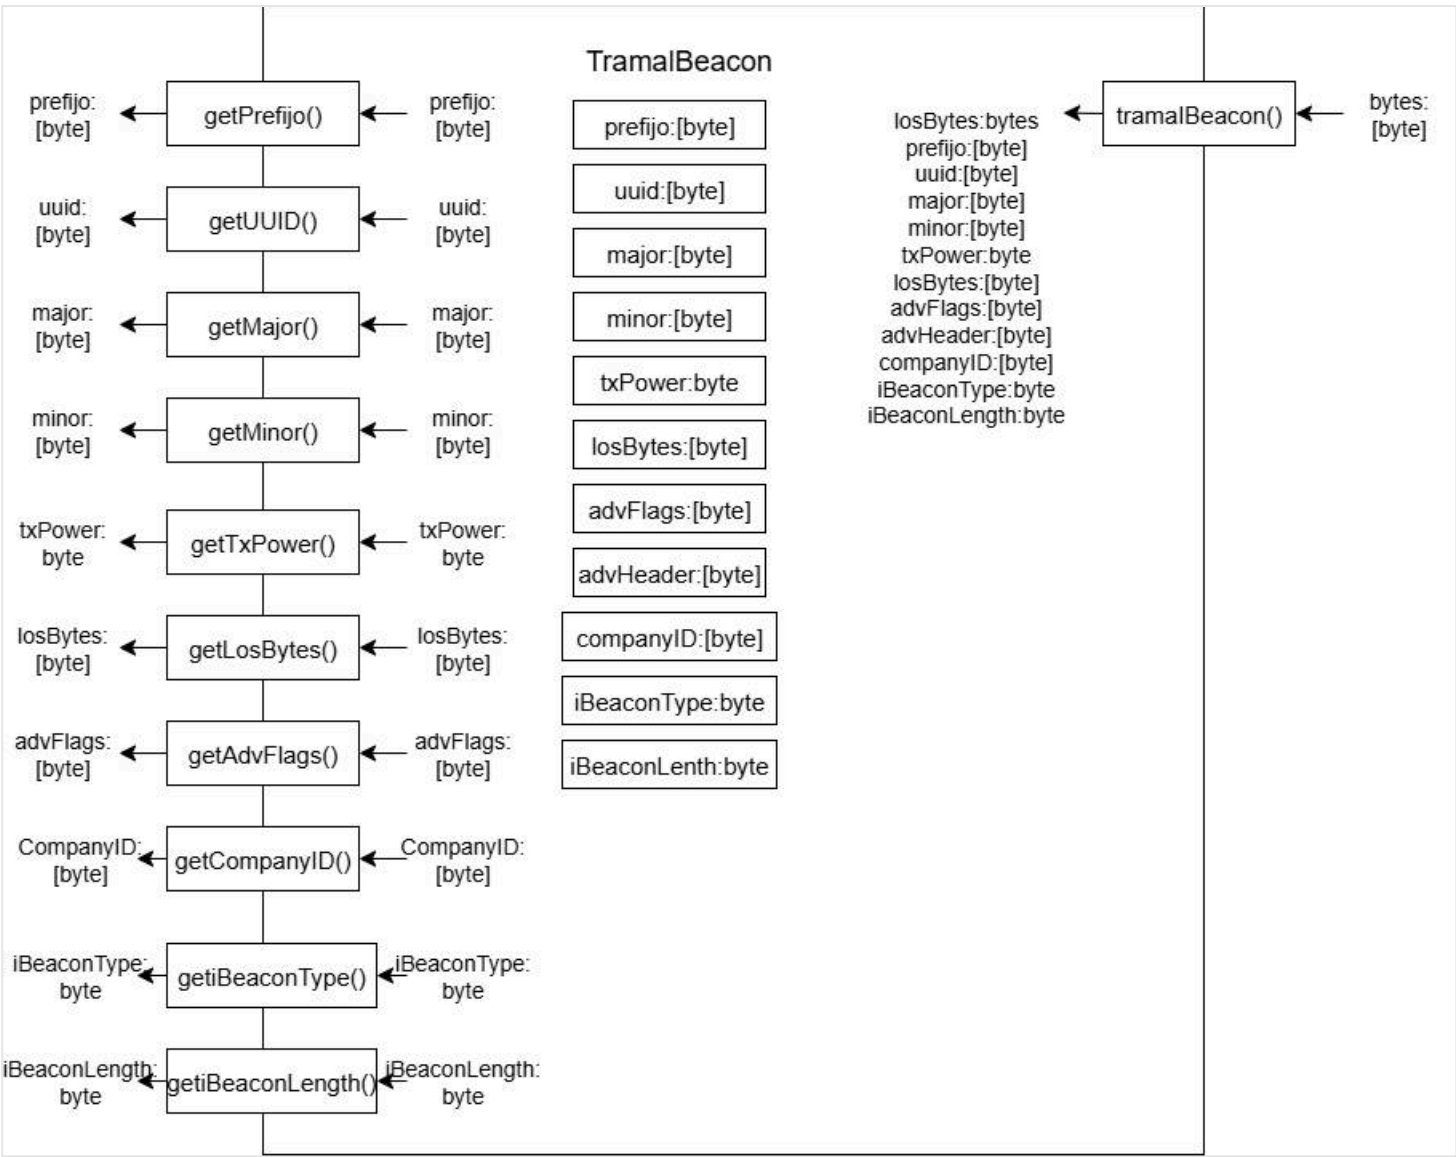 TramaIBeacon
prefijo:
[byte]
getPrefijo()
prefijo:
[byte]
uuid:
[byte]
getUUID()
uuid:
[byte]
major:
[byte]
getMajor()
major:
[byte]
minor:
[byte]
getMinor()
minor:
[byte]
txPower:
byte
getTxPower()
txPower:
byte
losBytes:
[byte]
getLosBytes()
losBytes:
[byte]
advFlags:
[byte]
getAdvFlags()
advFlags:
[byte]
CompanyID:
[byte]
getCompanyID()
CompanyID:
[byte]
iBeaconType:
byte
getiBeaconType()
iBeaconType:
byte
iBeaconLength:
byte
getiBeaconLength()
iBeaconLength:
byte
prefijo:[byte]
uuid:[byte]
major:[byte]
minor:[byte]
txPower:byte
losBytes:[byte]
advFlags:[byte]
advHeader:[byte]
companyID:[byte]
iBeaconType:byte
iBeaconLenth:byte
losBytes:bytes
prefijo:[byte]
uuid:[byte]
major:[byte]
minor:[byte]
txPower:byte
losBytes:[byte]
advFlags:[byte]
advHeader:[byte]
companyID:[byte]
iBeaconType:byte
iBeaconLength:byte
tramaIBeacon()
bytes:
[byte]